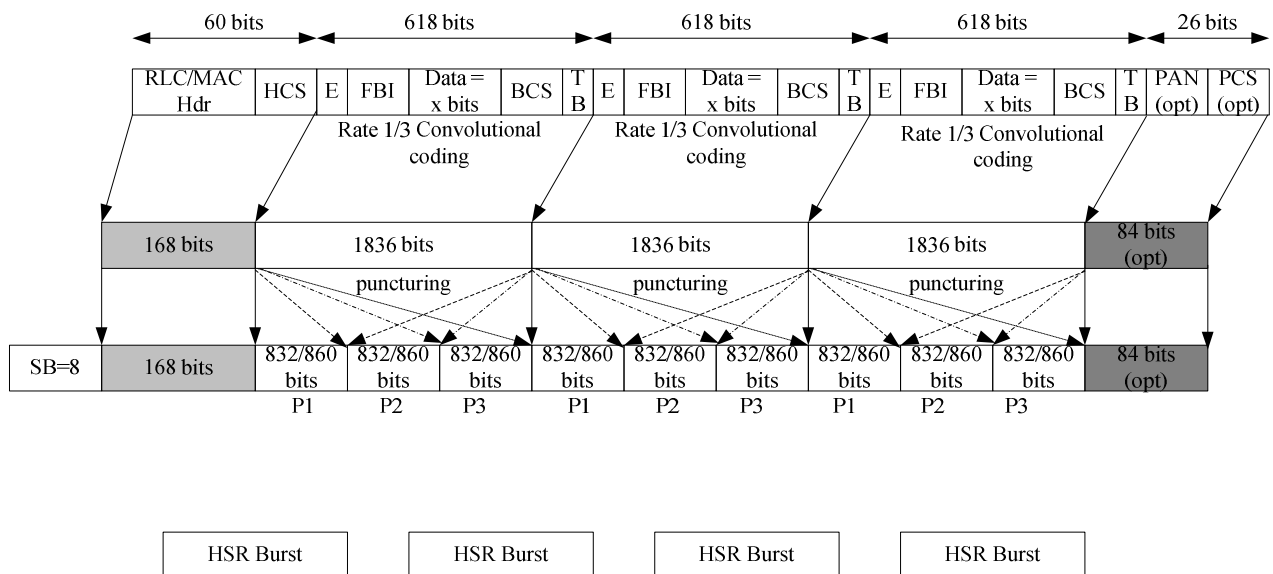 60 bits 618 bits 618 bits 618 bits 26 bits
RLC/MAC Hdr HCS E FBI Data = x bits BCS T B E FBI Data = x bits BCS T B E FBI Data = x bits BCS T B PAN (opt) PCS (opt)
Rate 1/3 Convolutional coding Rate 1/3 Convolutional coding Rate 1/3 Convolutional coding
168 bits 1836 bits 1836 bits 1836 bits 84 bits (opt)
puncturing puncturing puncturing
SB=8 168 bits 832/860 bits 832/860 bits 832/860 bits 832/860 bits 832/860 bits 832/860 bits 832/860 bits 832/860 bits 832/860 bits 84 bits (opt)
P1 P2 P3 P1 P2 P3 P1 P2 P3
HSR Burst HSR Burst HSR Burst HSR Burst